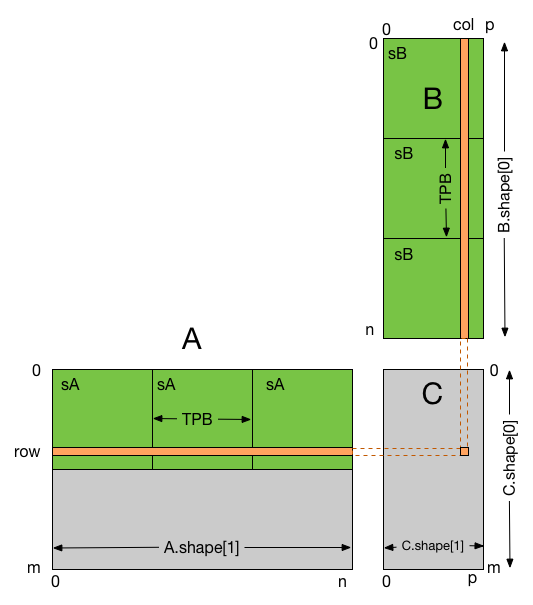 0 col p
0
sB
B
sB
TPB
B.shape[0]
sB
n
A
0
sA sA sA
TPB
row
A.shape[1]
m
0 n
0
C
C.shape[0]
C.shape[1]
m
0 p